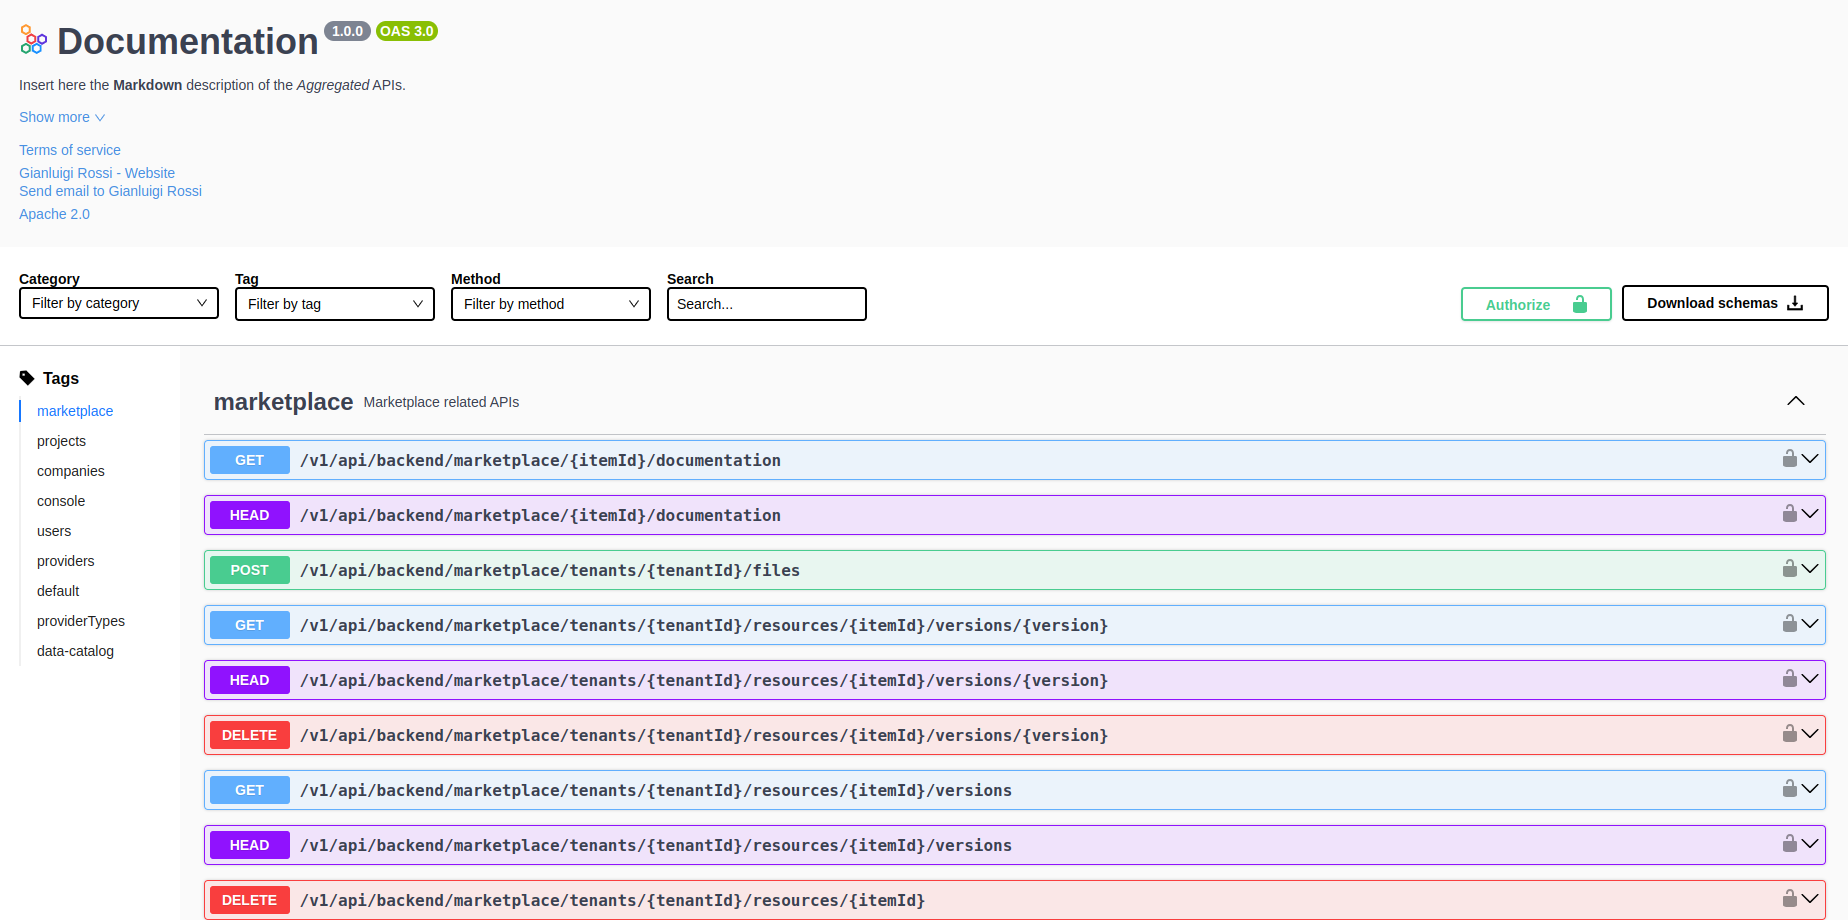 Documentation 1.0.0 OAS 3.0
Insert here the Markdown description of the Aggregated APIs.
Show more
Terms of service
Gianluigi Rossi - Website
Send email to Gianluigi Rossi
Apache 2.0
Category Tag Method Search
Filter by category Filter by tag Filter by method Search... Authorize Download schemas
Tags
marketplace
projects
companies
console
users
providers
default
providerTypes
data-catalog
marketplace Marketplace related APIs
GET /v1/api/backend/marketplace/{itemId}/documentation
HEAD /v1/api/backend/marketplace/{itemId}/documentation
POST /v1/api/backend/marketplace/tenants/{tenantId}/files
GET /v1/api/backend/marketplace/tenants/{tenantId}/resources/{itemId}/versions/{version}
HEAD /v1/api/backend/marketplace/tenants/{tenantId}/resources/{itemId}/versions/{version}
DELETE /v1/api/backend/marketplace/tenants/{tenantId}/resources/{itemId}/versions/{version}
GET /v1/api/backend/marketplace/tenants/{tenantId}/resources/{itemId}/versions
HEAD /v1/api/backend/marketplace/tenants/{tenantId}/resources/{itemId}/versions
DELETE /v1/api/backend/marketplace/tenants/{tenantId}/resources/{itemId}